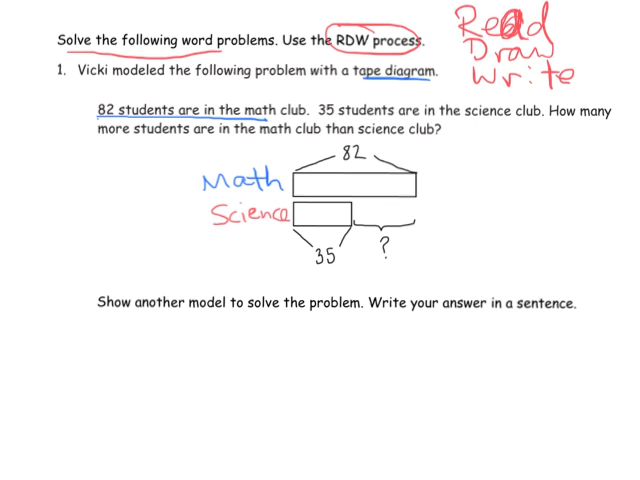 Solve the following word problems. Use the RDW process.
Read
Draw
Write
1. Vicki modeled the following problem with a tape diagram.
82 students are in the math club. 35 students are in the science club. How many
more students are in the math club than science club?
82
Math
Science
35
?
Show another model to solve the problem. Write your answer in a sentence.